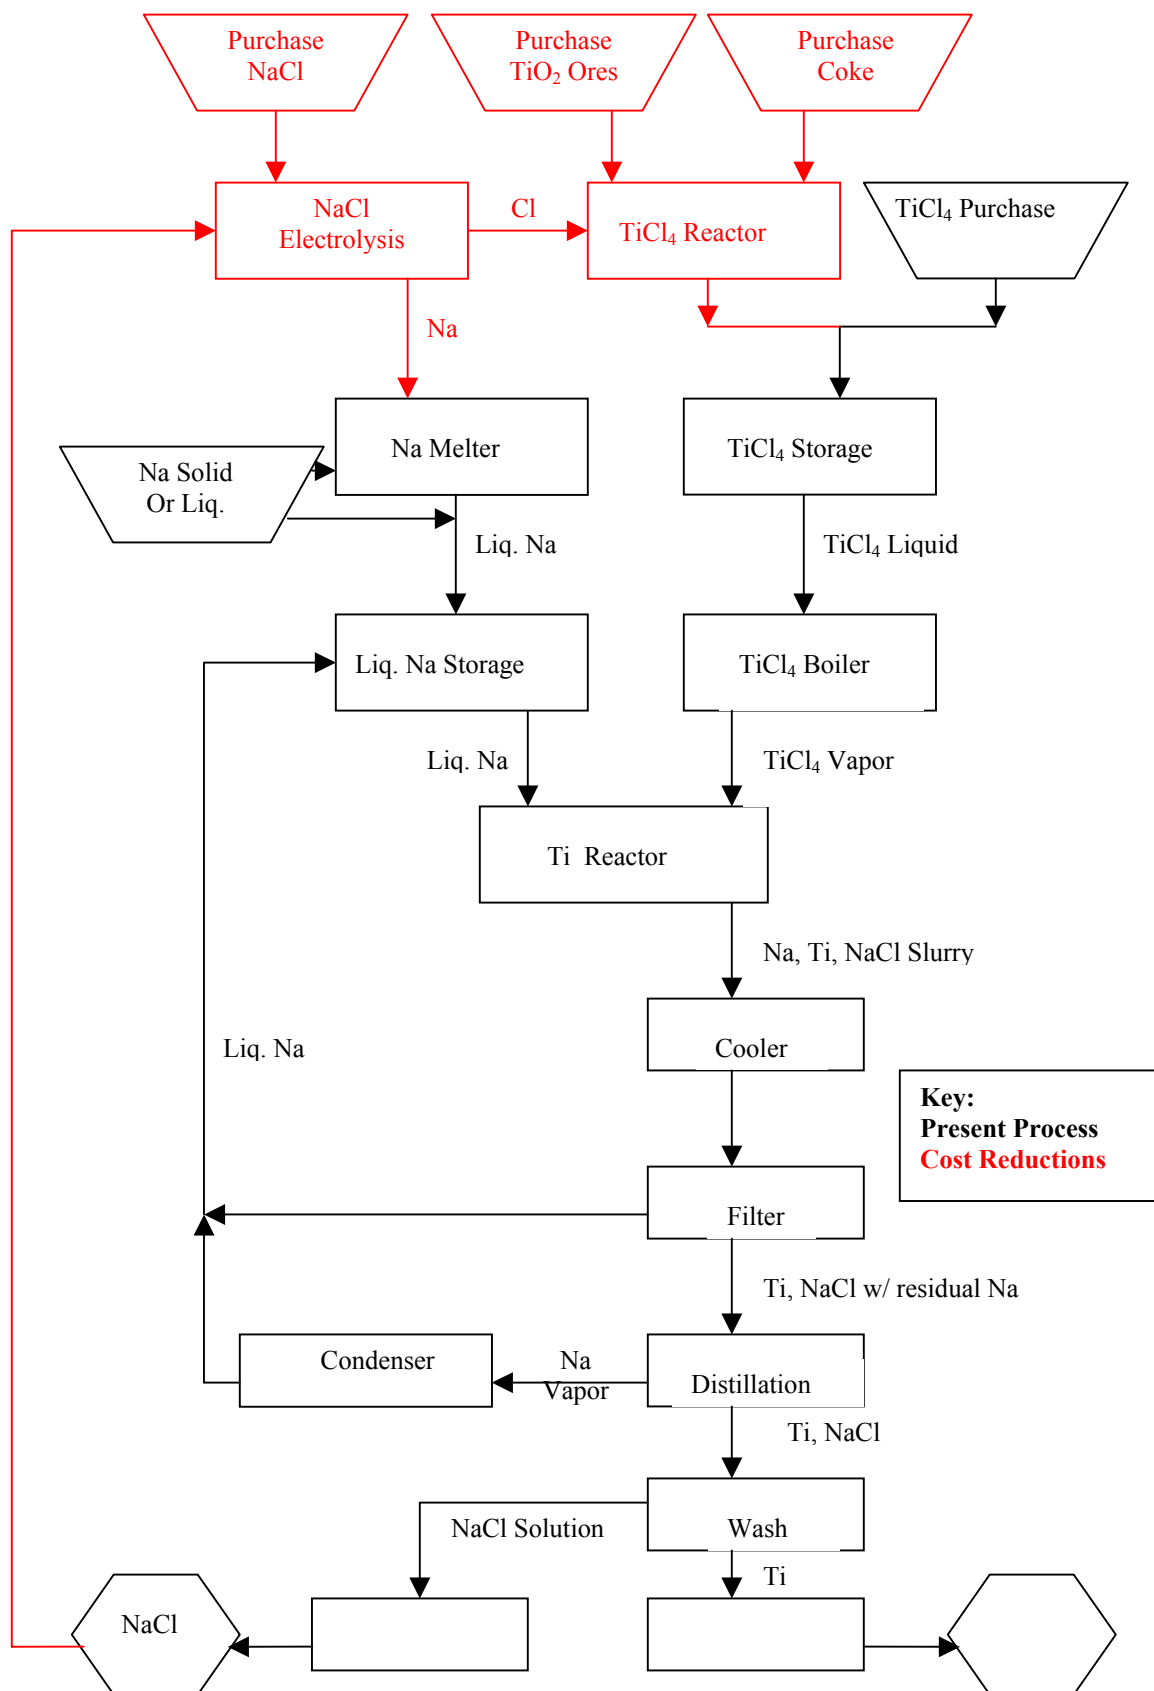 Purchase
NaCl
Purchase
TiO₂ Ores
Purchase
Coke
NaCl
Electrolysis
Cl
TiCl₄ Reactor
TiCl₄ Purchase
Na
Na Melter
TiCl₄ Storage
Na Solid
Or Liq.
Liq. Na
TiCl₄ Liquid
Liq. Na Storage
TiCl₄ Boiler
Liq. Na
TiCl₄ Vapor
Ti Reactor
Na, Ti, NaCl Slurry
Liq. Na
Cooler
Key:
Present Process
Cost Reductions
Filter
Ti, NaCl w/ residual Na
Condenser
Na
Vapor
Distillation
Ti, NaCl
NaCl Solution
Wash
Ti
NaCl